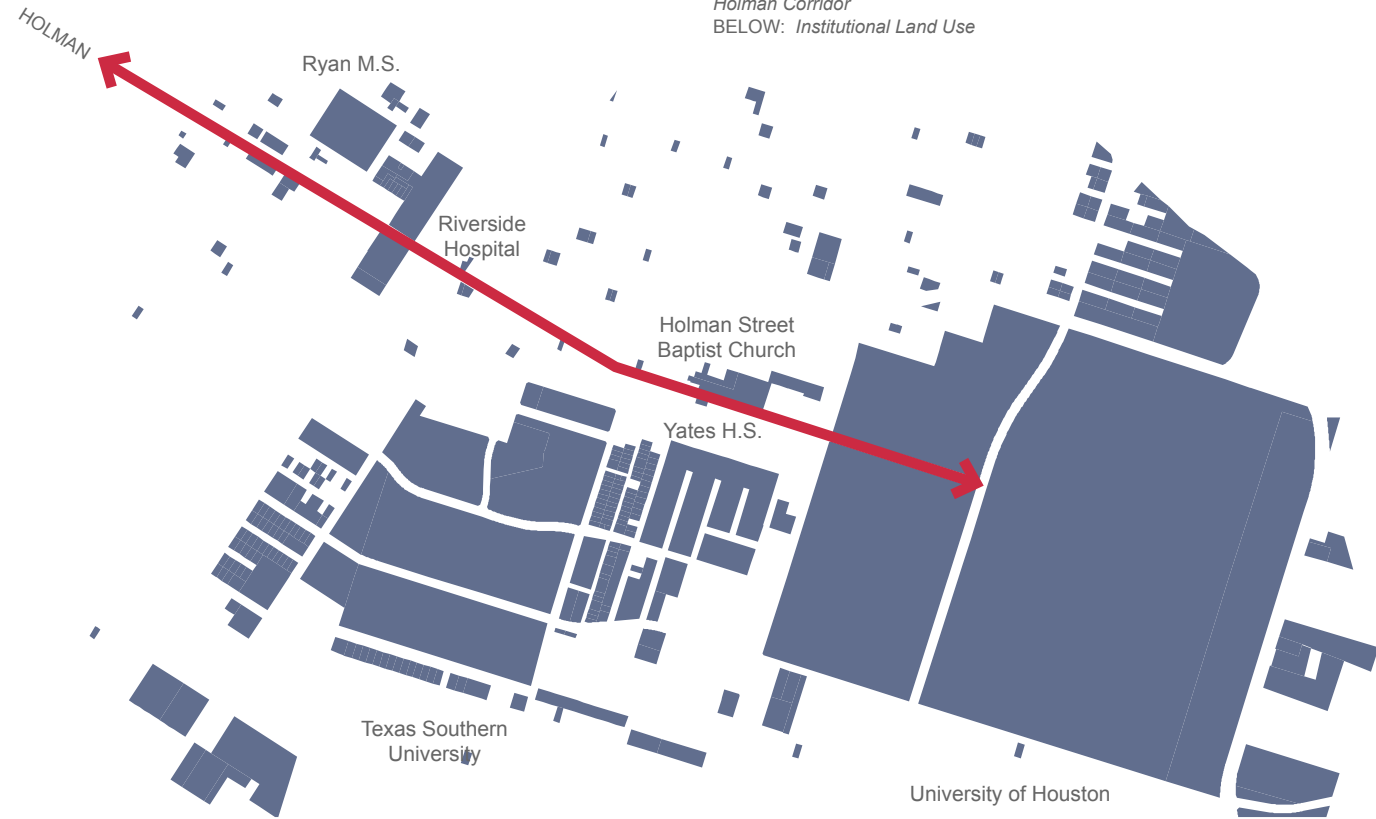 Holman Corridor
BELOW: Institutional Land Use
HOLMAN
Ryan M.S.
Riverside
Hospital
Holman Street
Baptist Church
Yates H.S.
Texas Southern
University
University of Houston